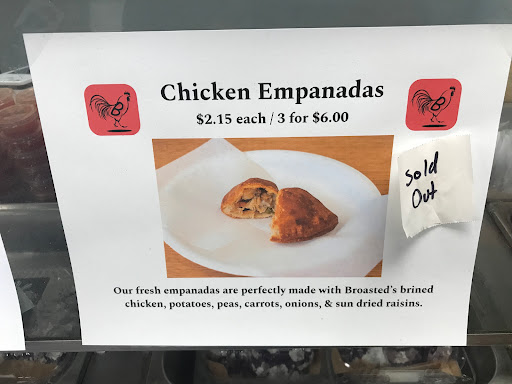 Chicken Empanadas
$2.15 each / 3 for $6.00
B
B
Sold
Out
Our fresh empanadas are perfectly made with Broasted's brined
chicken, potatoes, peas, carrots, onions, & sun dried raisins.